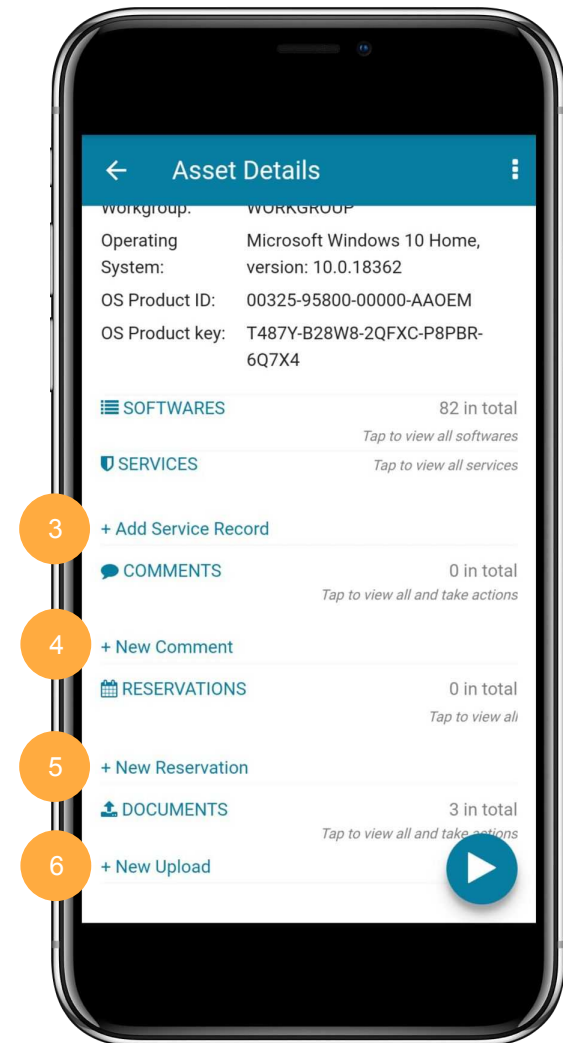 Asset Details
Workgroup: WORKGROUP
Operating Microsoft Windows 10 Home,
System: version: 10.0.18362
OS Product ID: 00325-95800-00000-AAOEM
OS Product key: T487Y-B28W8-2QFXC-P8PBR-
6Q7X4
SOFTWARES 82 in total
Tap to view all softwares
SERVICES Tap to view all services
3 + Add Service Record
COMMENTS 0 in total
Tap to view all and take actions
4 + New Comment
RESERVATIONS 0 in total
Tap to view all
5 + New Reservation
DOCUMENTS 3 in total
Tap to view all and take actions
6 + New Upload